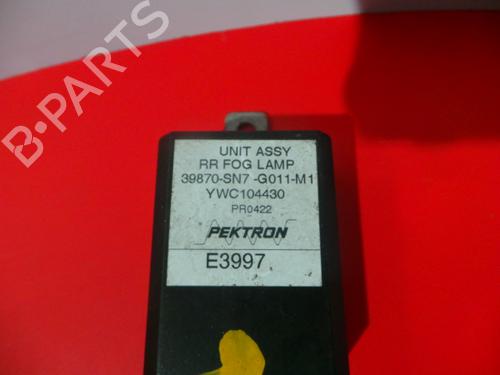 B-PARTS
UNIT ASSY
RR FOG LAMP
39870-SN7 -G011-M1
YWC104430
PR0422
PEKTRON
E3997